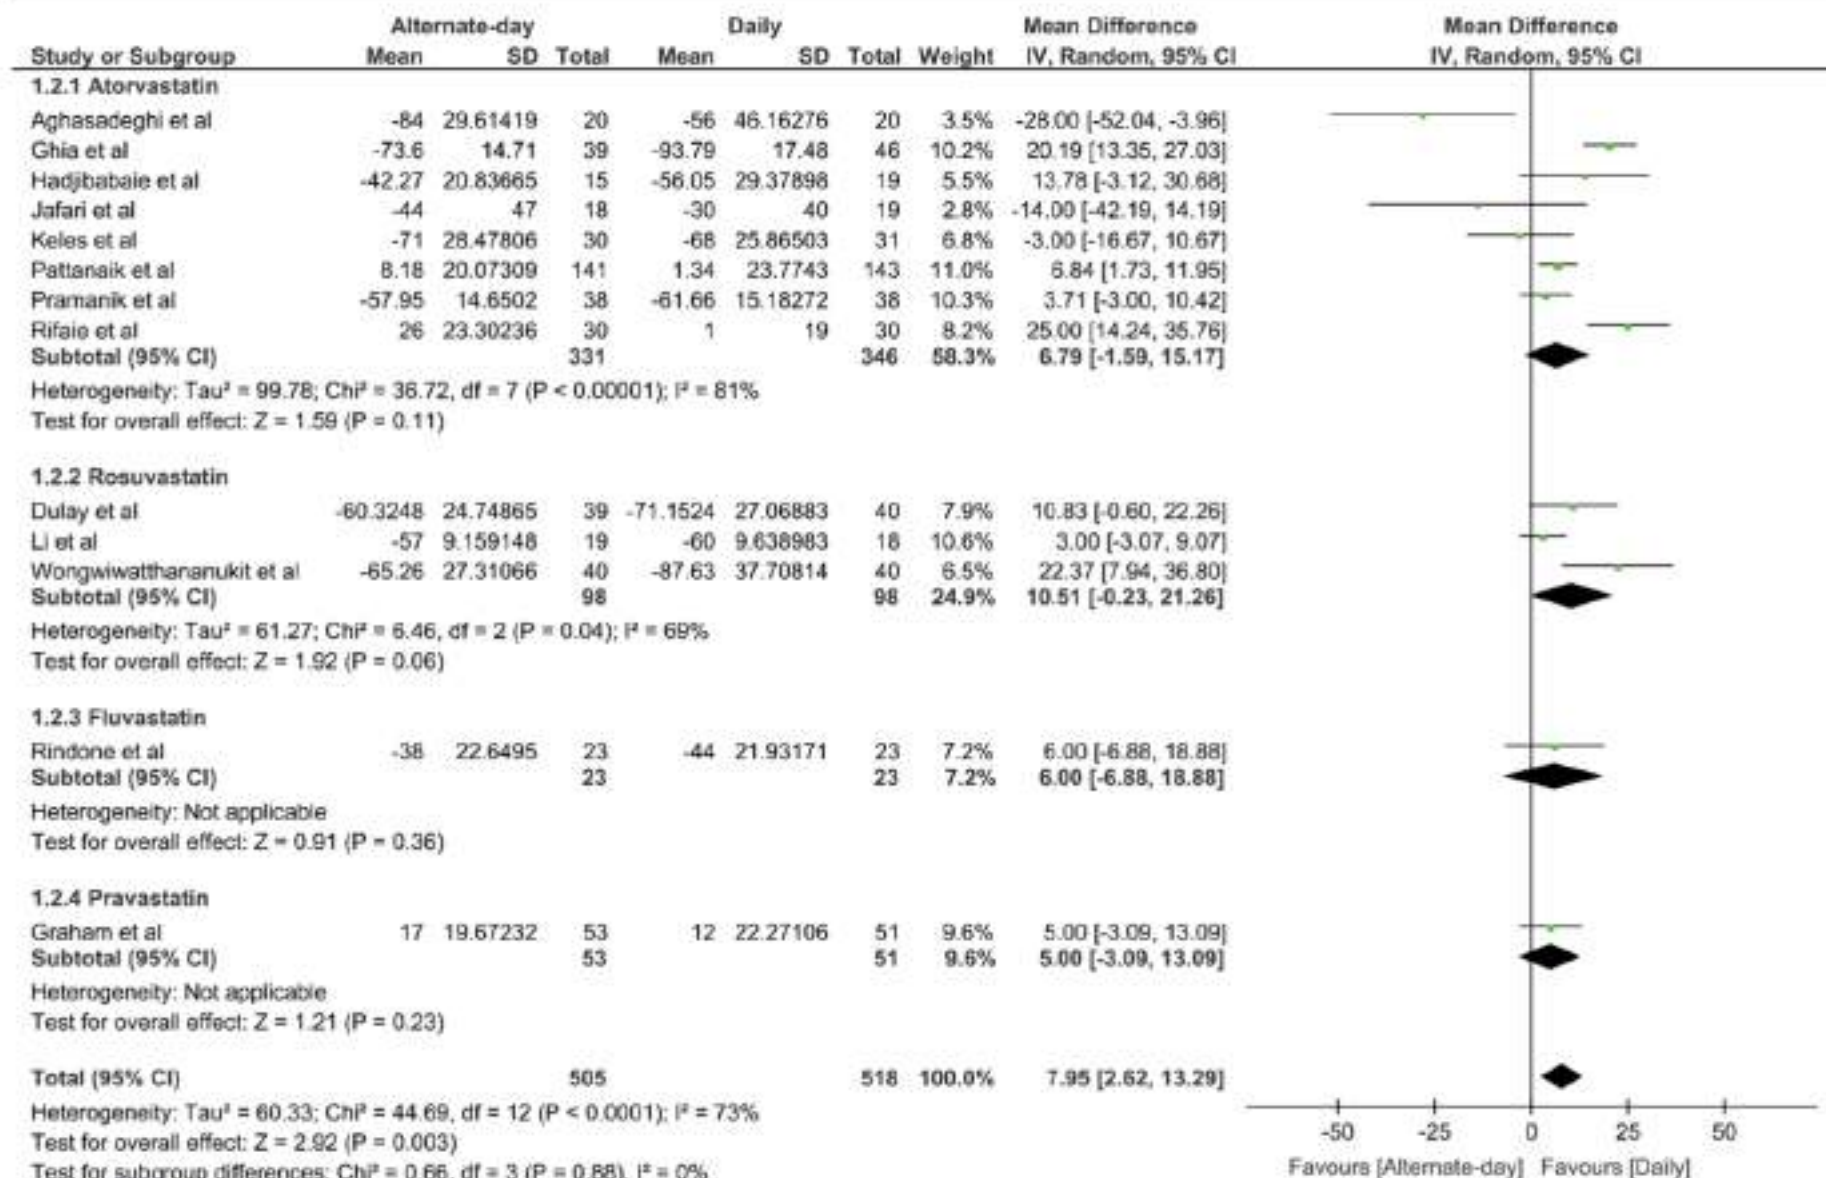 Alternate-day Daily Mean Difference Mean Difference
Study or Subgroup Mean SD Total Mean SD Total Weight IV, Random, 95% CI IV, Random, 95% CI
1.2.1 Atorvastatin
Aghasadeghi et al -84 29.61419 20 -56 46.16276 20 3.5% -28.00 [-52.04, -3.96]
Ghia et al -73.6 14.71 39 -93.79 17.48 46 10.2% 20.19 [13.35, 27.03]
Hadjibabaie et al -42.27 20.83665 15 -56.05 29.37898 19 5.5% 13.78 [-3.12, 30.68]
Jafari et al -44 47 18 -30 40 19 2.8% -14.00 [-42.19, 14.19]
Keles et al -71 28.47806 30 -68 25.86503 31 6.8% -3.00 [-16.67, 10.67]
Pattanaik et al 8.18 20.07309 141 1.34 23.7743 143 11.0% 6.84 [1.73, 11.95]
Pramanik et al -57.95 14.6502 38 -61.66 15.18272 38 10.3% 3.71 [-3.00, 10.42]
Rifaie et al 26 23.30236 30 1 19 30 8.2% 25.00 [14.24, 35.76]
Subtotal (95% CI) 331 346 58.3% 6.79 [-1.59, 15.17]
Heterogeneity: Tau² = 99.78; Chi² = 36.72, df = 7 (P < 0.00001); I² = 81%
Test for overall effect: Z = 1.59 (P = 0.11)
1.2.2 Rosuvastatin
Dulay et al -60.3248 24.74865 39 -71.1524 27.06883 40 7.9% 10.83 [-0.60, 22.26]
Li et al -57 9.159148 19 -60 9.638983 18 10.6% 3.00 [-3.07, 9.07]
Wongwiwatthananukit et al -65.26 27.31066 40 -87.63 37.70814 40 6.5% 22.37 [7.94, 36.80]
Subtotal (95% CI) 98 98 24.9% 10.51 [-0.23, 21.26]
Heterogeneity: Tau² = 61.27; Chi² = 6.46, df = 2 (P = 0.04); I² = 69%
Test for overall effect: Z = 1.92 (P = 0.06)
1.2.3 Fluvastatin
Rindone et al -38 22.6495 23 -44 21.93171 23 7.2% 6.00 [-6.88, 18.88]
Subtotal (95% CI) 23 23 7.2% 6.00 [-6.88, 18.88]
Heterogeneity: Not applicable
Test for overall effect: Z = 0.91 (P = 0.36)
1.2.4 Pravastatin
Graham et al 17 19.67232 53 12 22.27106 51 9.6% 5.00 [-3.09, 13.09]
Subtotal (95% CI) 53 51 9.6% 5.00 [-3.09, 13.09]
Heterogeneity: Not applicable
Test for overall effect: Z = 1.21 (P = 0.23)
Total (95% CI) 505 518 100.0% 7.95 [2.62, 13.29]
Heterogeneity: Tau² = 60.33; Chi² = 44.69, df = 12 (P < 0.0001); I² = 73%
-50 -25 0 25 50
Test for overall effect: Z = 2.92 (P = 0.003)
Favours [Alternate-day] Favours [Daily]
Test for subgroup differences: Chi² = 0.66, df = 3 (P = 0.88), I² = 0%